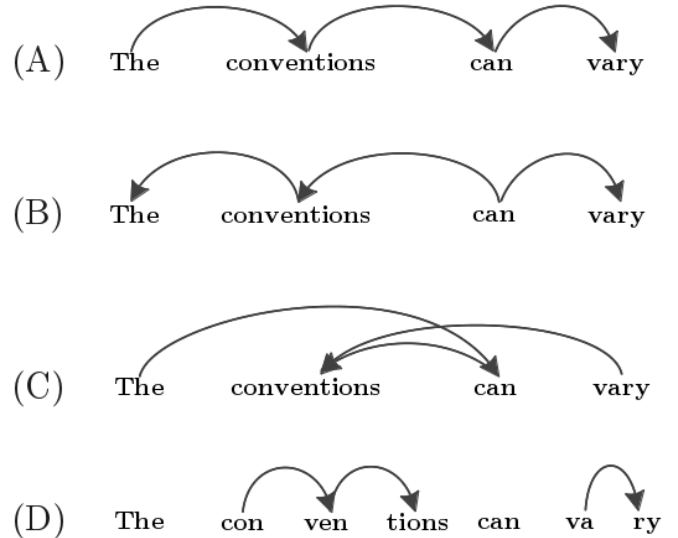 (A) The conventions can vary
(B) The conventions can vary
(C) The conventions can vary
(D) The con ven tions can va ry